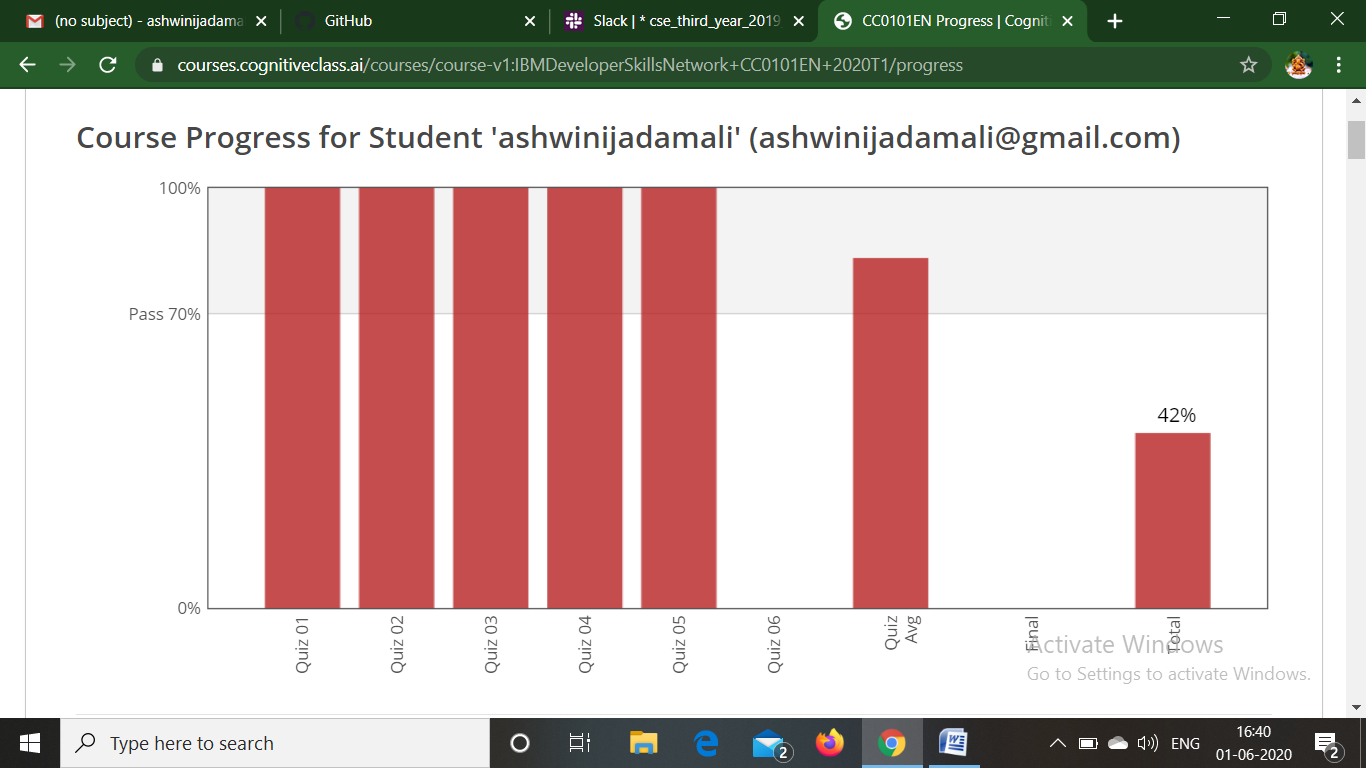 (no subject) - ashwinijadama
GitHub
Slack | * cse_third_year_2019
CC0101EN Progress | Cognit
courses.cognitiveclass.ai/courses/course-v1:IBMDeveloperSkillsNetwork+CC0101EN+2020T1/progress
Course Progress for Student 'ashwinijadamali' (ashwinijadamali@gmail.com)
100%
Pass 70%
42%
0%
Quiz 01
Quiz 02
Quiz 03
Quiz 04
Quiz 05
Quiz 06
Quiz
Avg
Final
Total
Activate Windows
Go to Settings to activate Windows.
Type here to search
2
ENG
16:40
01-06-2020
2